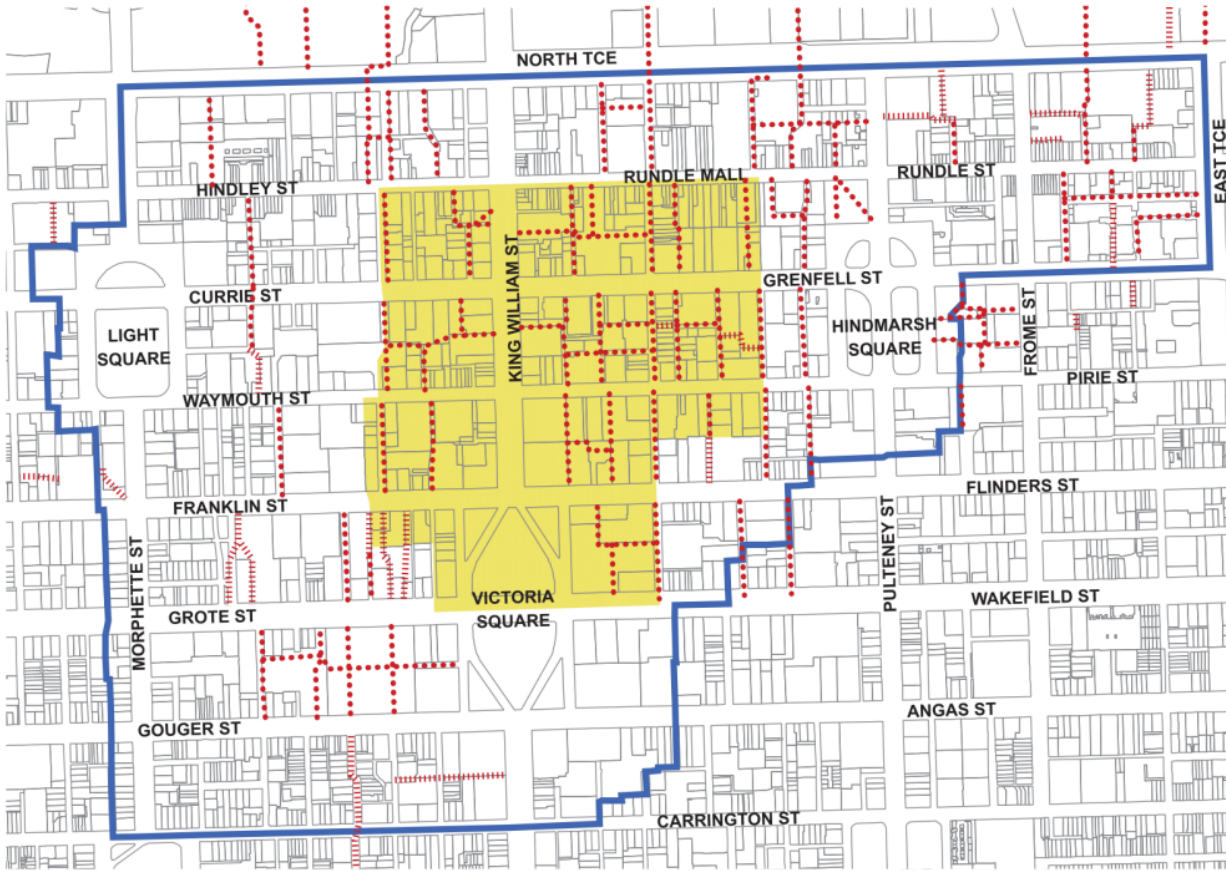 NORTH TCE
EAST TCE
HINDLEY ST
RUNDLE MALL
RUNDLE ST
KING WILLIAM ST
CURRIE ST
GRENFELL ST
LIGHT
SQUARE
HINDMARSH
SQUARE
FROME ST
WAYMOUTH ST
PIRIE ST
FRANKLIN ST
FLINDERS ST
MORPHETTE ST
PULTENEY ST
GROTE ST
VICTORIA
SQUARE
WAKEFIELD ST
GOUGER ST
ANGAS ST
CARRINGTON ST